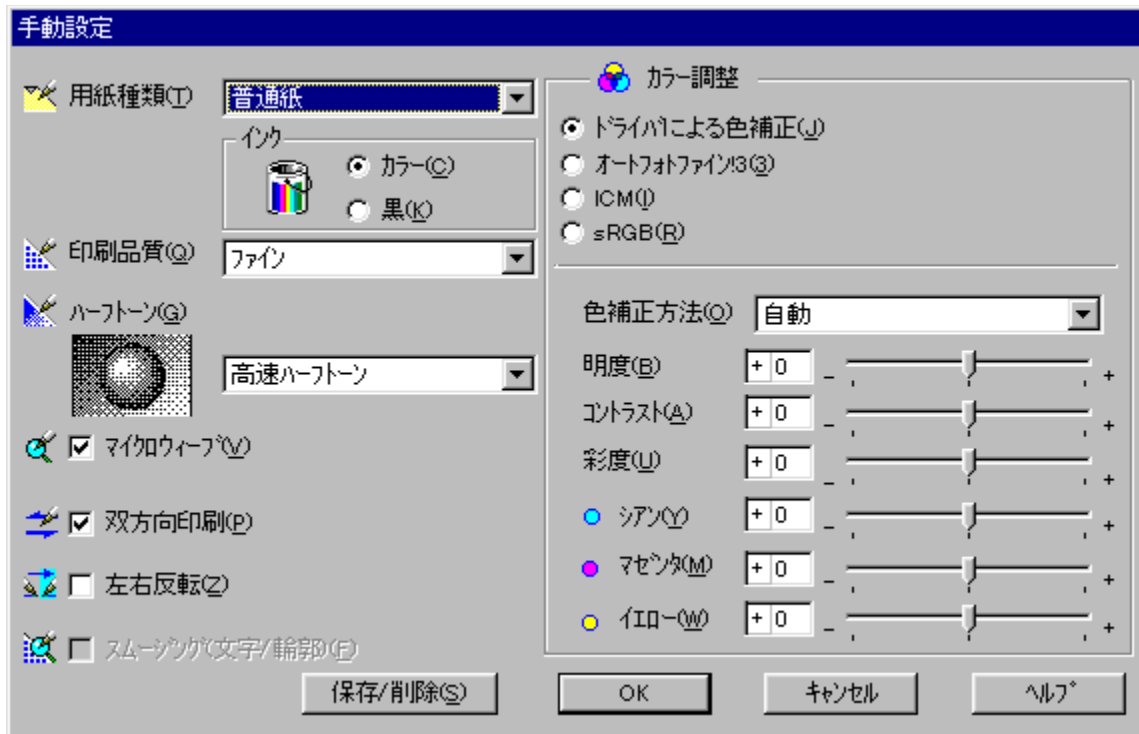 手動設定
用紙種類(T)
普通紙
インク
カラー(C)
黒(K)
印刷品質(Q)
ファイン
ハーフトーン(G)
高速ハーフトーン
マイクロウィーブ(V)
双方向印刷(P)
左右反転(Z)
スムージング(文字/輪郭)(F)
カラー調整
ドライバによる色補正(J)
オートフォトファイン!3(3)
ICM(I)
sRGB(R)
色補正方法(O)
自動
明度(B) + 0 - +
コントラスト(A) + 0 - +
彩度(U) + 0 - +
シアン(Y) + 0 - +
マゼンタ(M) + 0 - +
イエロー(W) + 0 - +
保存/削除(S)
OK
キャンセル
ヘルプ